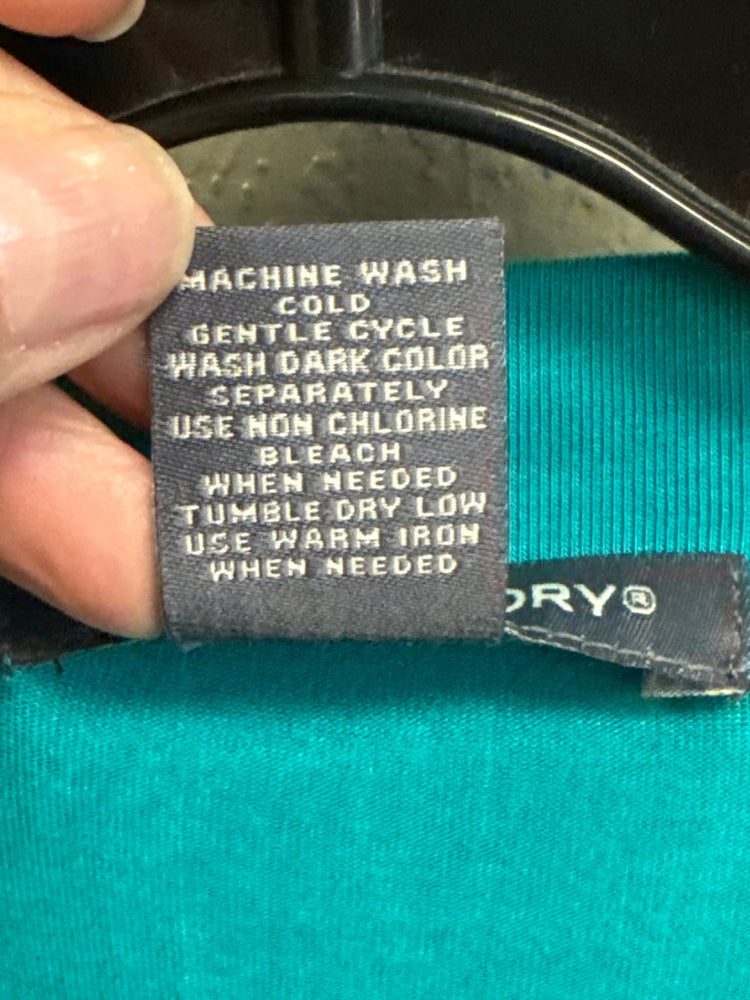 MACHINE WASH
COLD
GENTLE CYCLE
WASH DARK COLOR
SEPARATELY
USE NON CHLORINE
BLEACH
WHEN NEEDED
TUMBLE DRY LOW
USE WARM IRON
WHEN NEEDED
DRY®